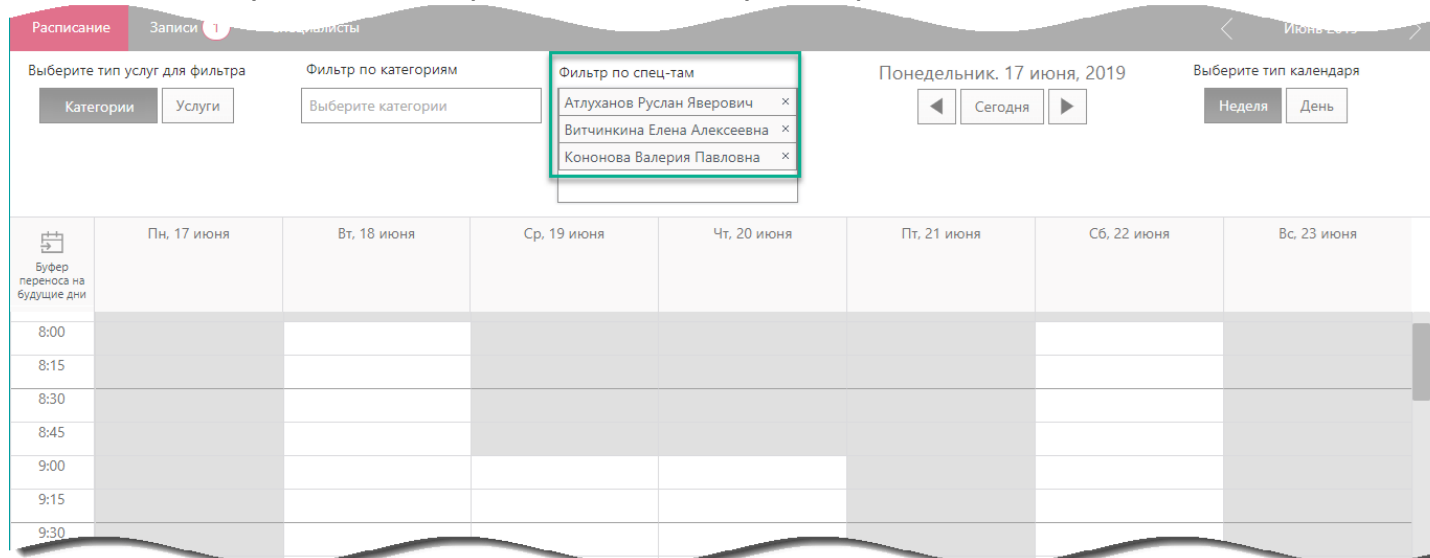 Расписание
Записи 1
Июнь 2019
Выберите тип услуг для фильтра
Категории
Услуги
Фильтр по категориям
Выберите категории
Фильтр по спец-там
Атлуханов Руслан Яверович ×
Витчинкина Елена Алексеевна ×
Кононова Валерия Павловна ×
Понедельник. 17 июня, 2019
Сегодня
Выберите тип календаря
Неделя
День
Буфер
переноса на
будущие дни
Пн, 17 июня
Вт, 18 июня
Ср, 19 июня
Чт, 20 июня
Пт, 21 июня
Сб, 22 июня
Вс, 23 июня
8:00
8:15
8:30
8:45
9:00
9:15
9:30